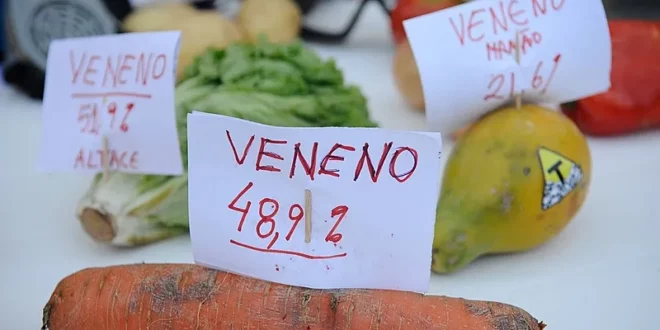 VENENO
51,9%
ALFACE
VENENO
48,9%
VENENO
MAMÃO
21,6%
T